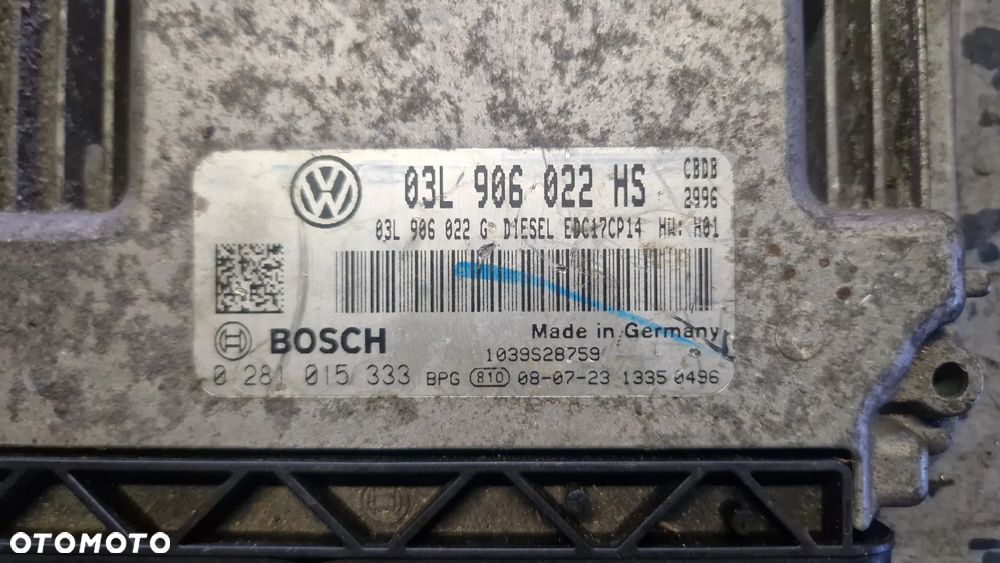 03L 906 022 HS CBDB
2996
03L 906 022 G DIESEL EDC17CP14 HW: H01
BOSCH
Made in Germany
1039S28759
0 281 015 333 BPG 810 08-07-23 1335 0496
OTOMOTO